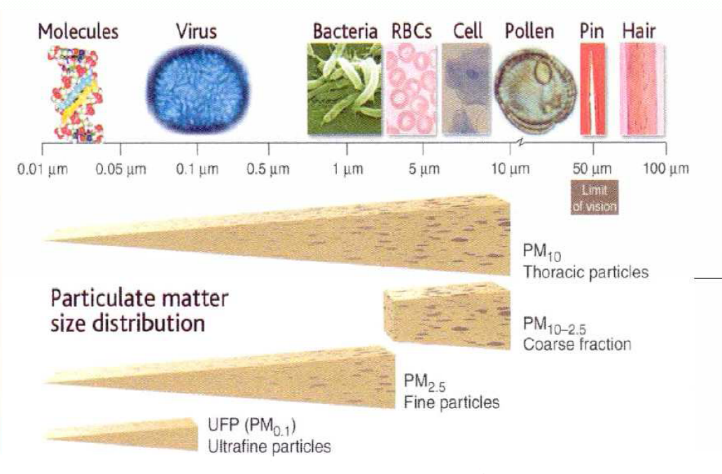 Molecules Virus Bacteria RBCs Cell Pollen Pin Hair
0.01 µm 0.05 µm 0.1 µm 0.5 µm 1 µm 5 µm 10 µm 50 µm 100 µm
Limit
of vision
PM10
Thoracic particles
Particulate matter
size distribution
PM10–2.5
Coarse fraction
PM2.5
Fine particles
UFP (PM0.1)
Ultrafine particles